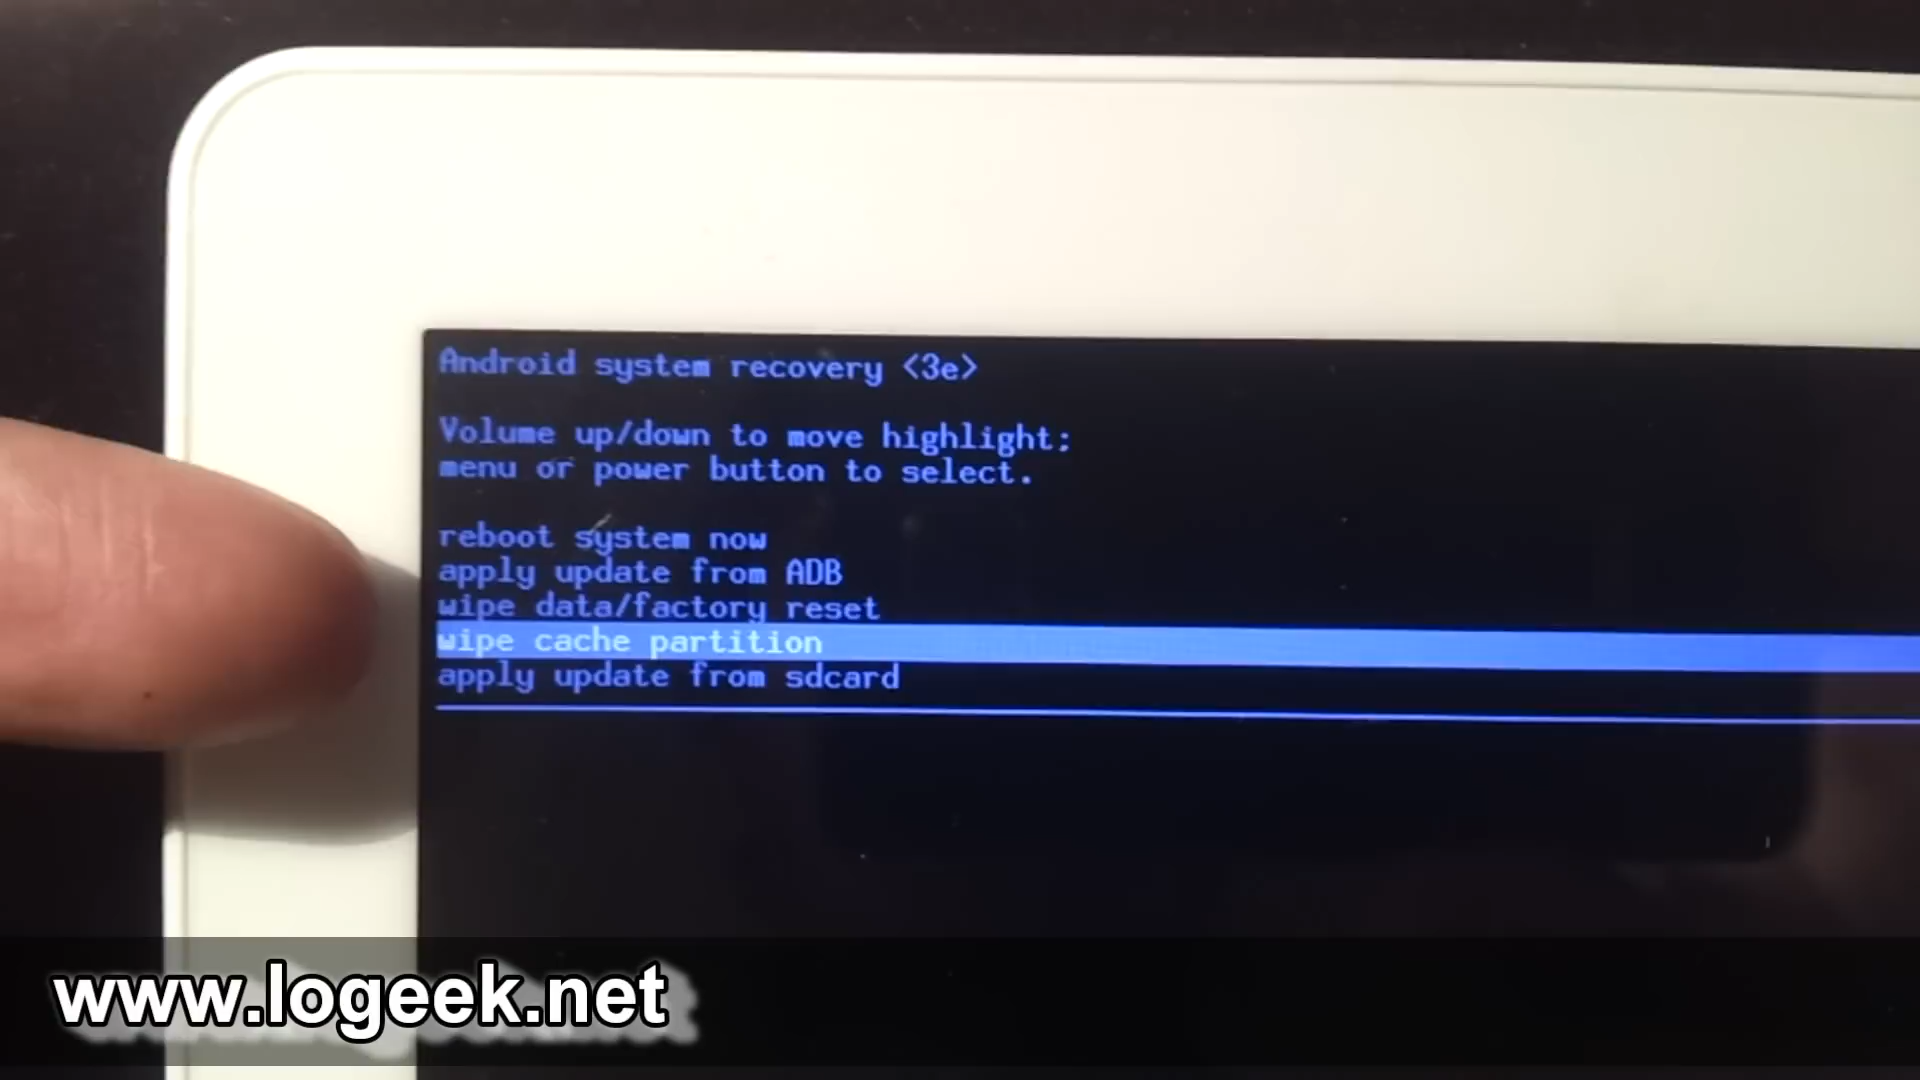 Android system recovery <3e>
Volume up/down to move highlight;
menu or power button to select.
reboot system now
apply update from ADB
wipe data/factory reset
wipe cache partition
apply update from sdcard
www.logeek.net